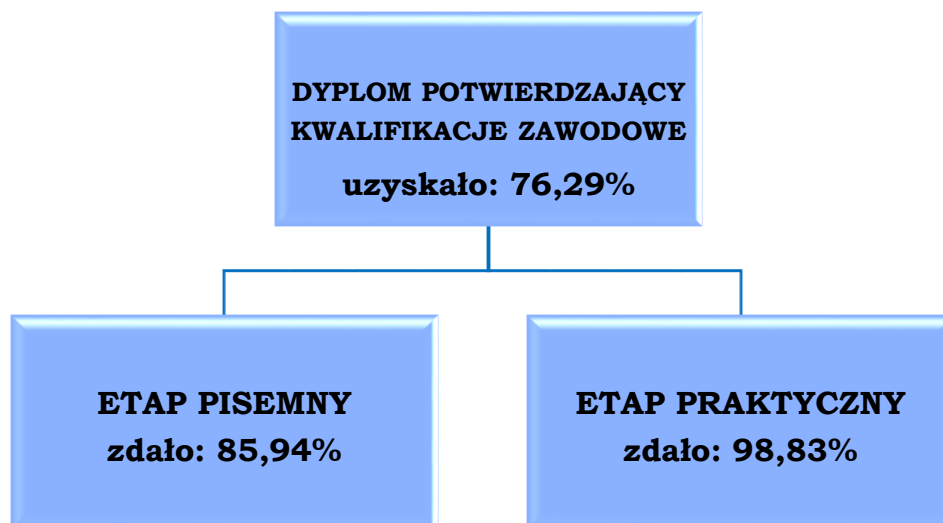 DYPLOM POTWIERDZAJĄCY
KWALIFIKACJE ZAWODOWE
uzyskało: 76,29%
ETAP PISEMNY
zdało: 85,94%
ETAP PRAKTYCZNY
zdało: 98,83%